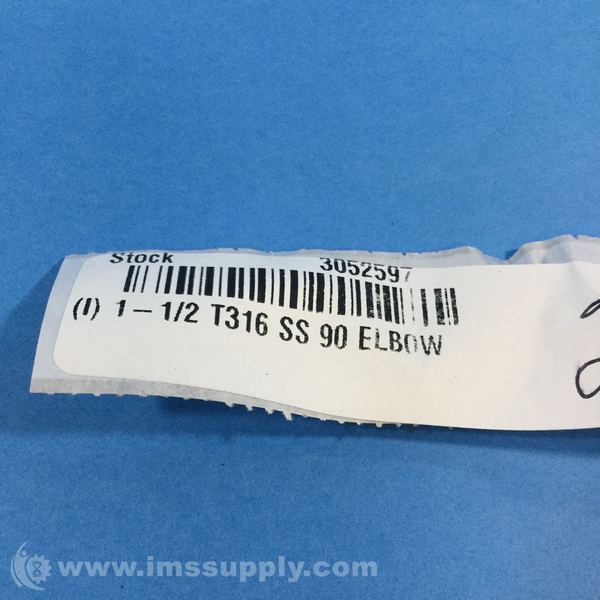 Stock 3052597
(I) 1-1/2 T316 SS 90 ELBOW
www.imssupply.com